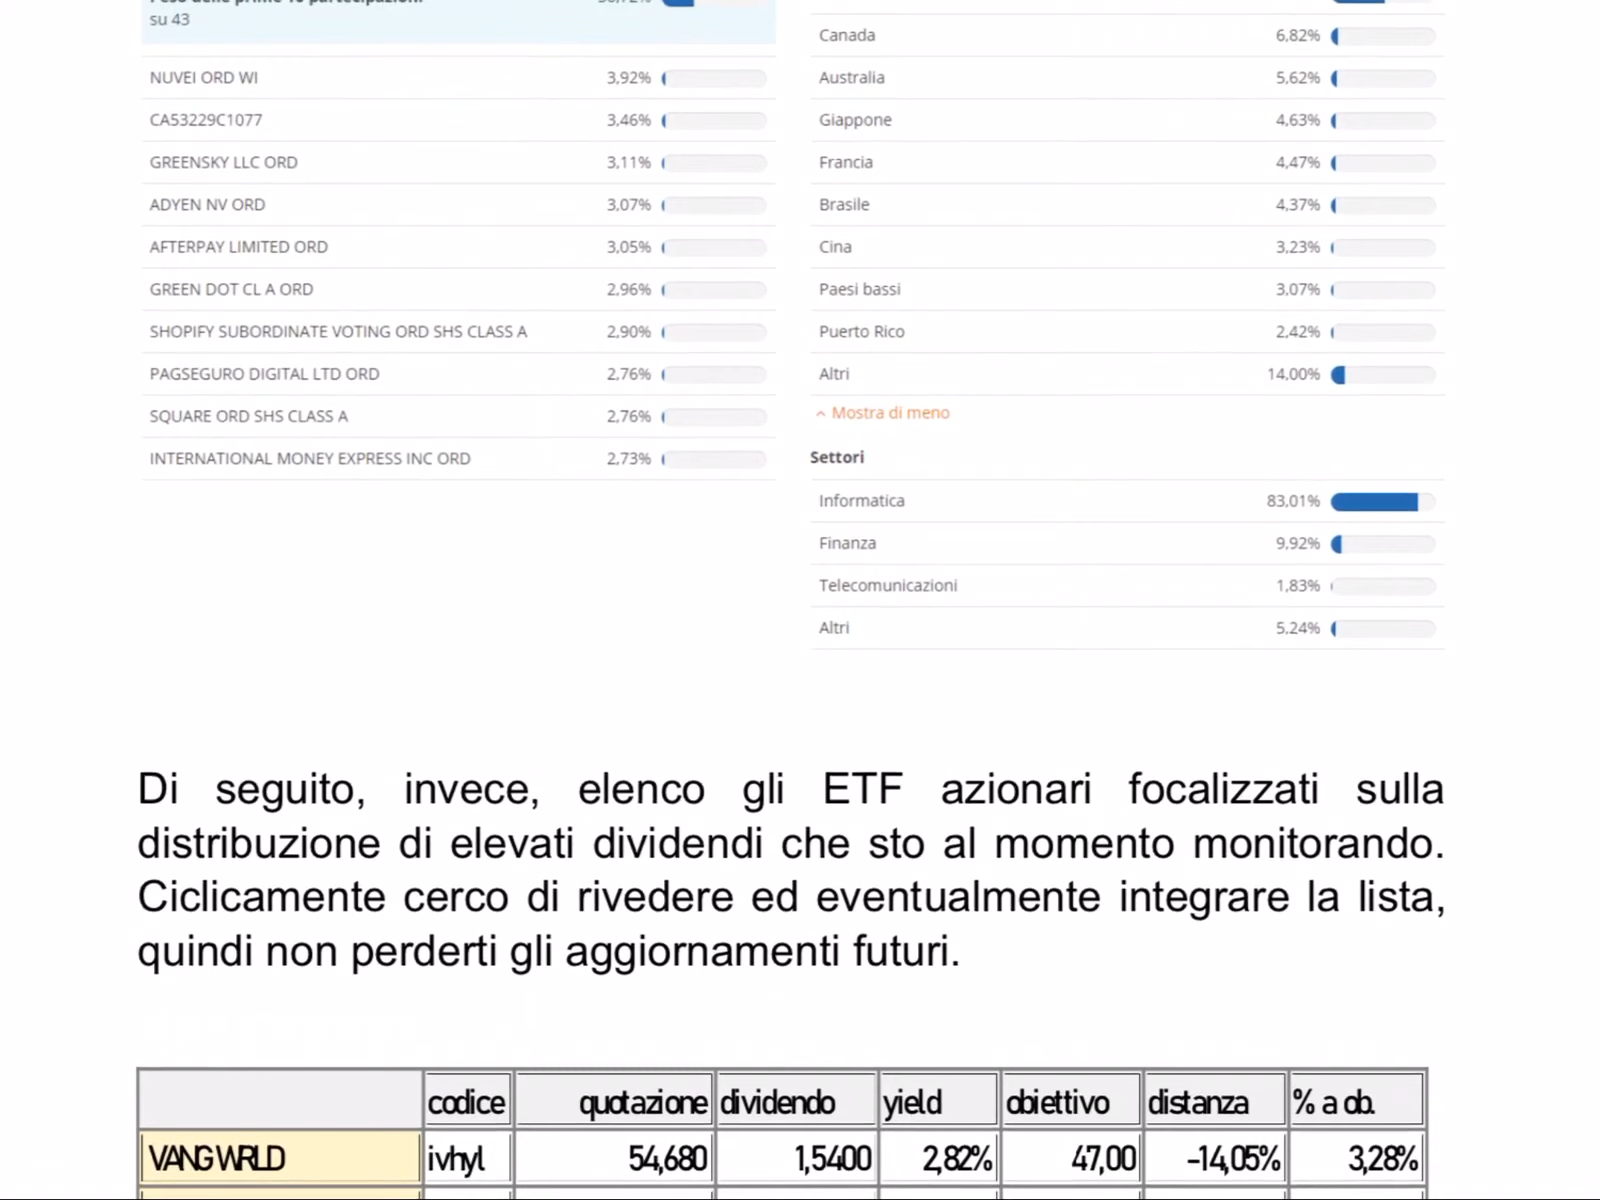 su 43
NUVEI ORD WI 3,92%
CA53229C1077 3,46%
GREENSKY LLC ORD 3,11%
ADYEN NV ORD 3,07%
AFTERPAY LIMITED ORD 3,05%
GREEN DOT CL A ORD 2,96%
SHOPIFY SUBORDINATE VOTING ORD SHS CLASS A 2,90%
PAGSEGURO DIGITAL LTD ORD 2,76%
SQUARE ORD SHS CLASS A 2,76%
INTERNATIONAL MONEY EXPRESS INC ORD 2,73%
Canada 6,82%
Australia 5,62%
Giappone 4,63%
Francia 4,47%
Brasile 4,37%
Cina 3,23%
Paesi bassi 3,07%
Puerto Rico 2,42%
Altri 14,00%
Mostra di meno
Settori
Informatica 83,01%
Finanza 9,92%
Telecomunicazioni 1,83%
Altri 5,24%
Di seguito, invece, elenco gli ETF azionari focalizzati sulla
distribuzione di elevati dividendi che sto al momento monitorando.
Ciclicamente cerco di rivedere ed eventualmente integrare la lista,
quindi non perderti gli aggiornamenti futuri.
codice quotazione dividendo yield obiettivo distanza % a ob.
VANG WRLD ivhyl 54,680 1,5400 2,82% 47,00 -14,05% 3,28%